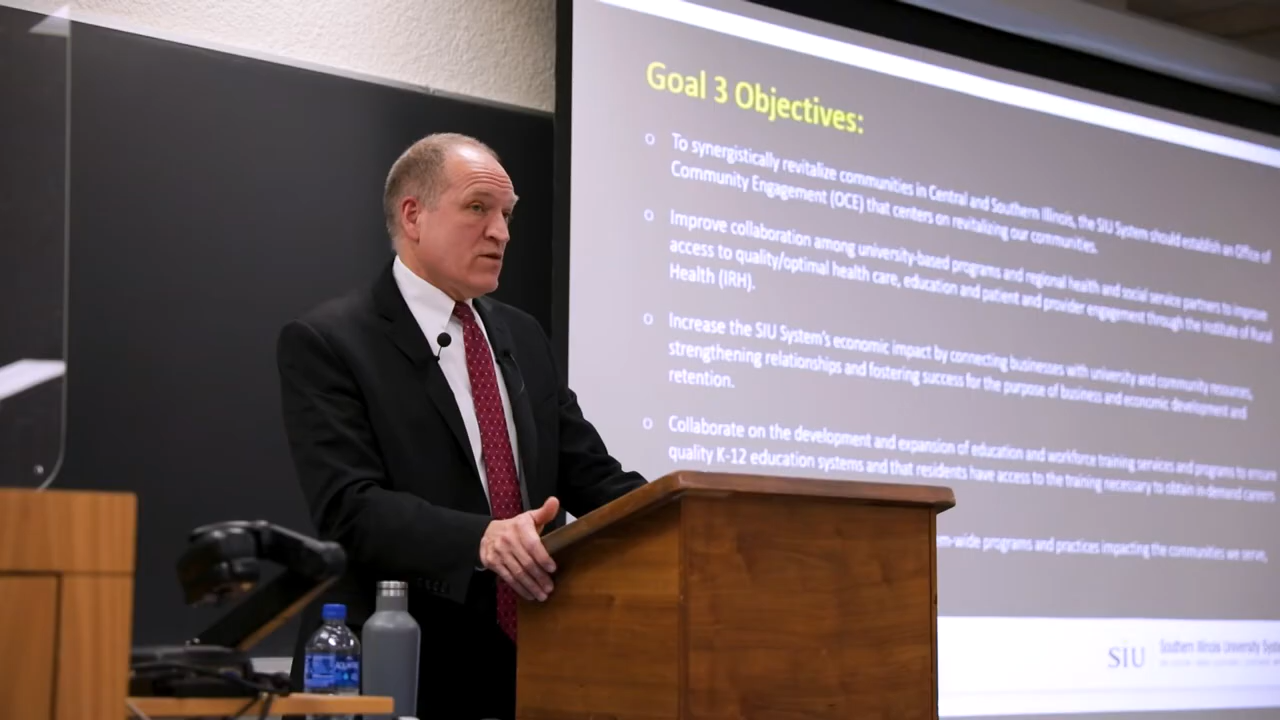 Goal 3 Objectives:
o To synergistically revitalize communities in Central and Southern Illinois, the SIU System should establish an Office of
Community Engagement (OCE) that centers on revitalizing our communities.
o Improve collaboration among university-based programs and regional health and social service partners to improve
access to quality/optimal health care, education and patient and provider engagement through the Institute of Rural
Health (IRH).
o Increase the SIU System's economic impact by connecting businesses with university and community resources,
strengthening relationships and fostering success for the purpose of business and economic development and
retention.
o Collaborate on the development and expansion of education and workforce training services and programs to ensure
quality K-12 education systems and that residents have access to the training necessary to obtain in-demand careers
m-wide programs and practices impacting the communities we serve,
SIU Southern Illinois University Syste
AQUAFINA